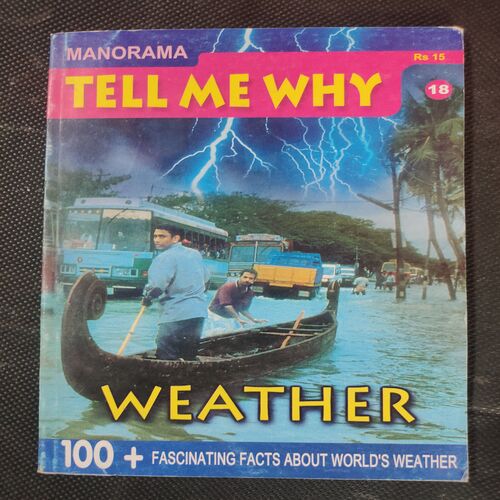 MANORAMA
Rs 15
TELL ME WHY
18
WEATHER
100 + FASCINATING FACTS ABOUT WORLD'S WEATHER